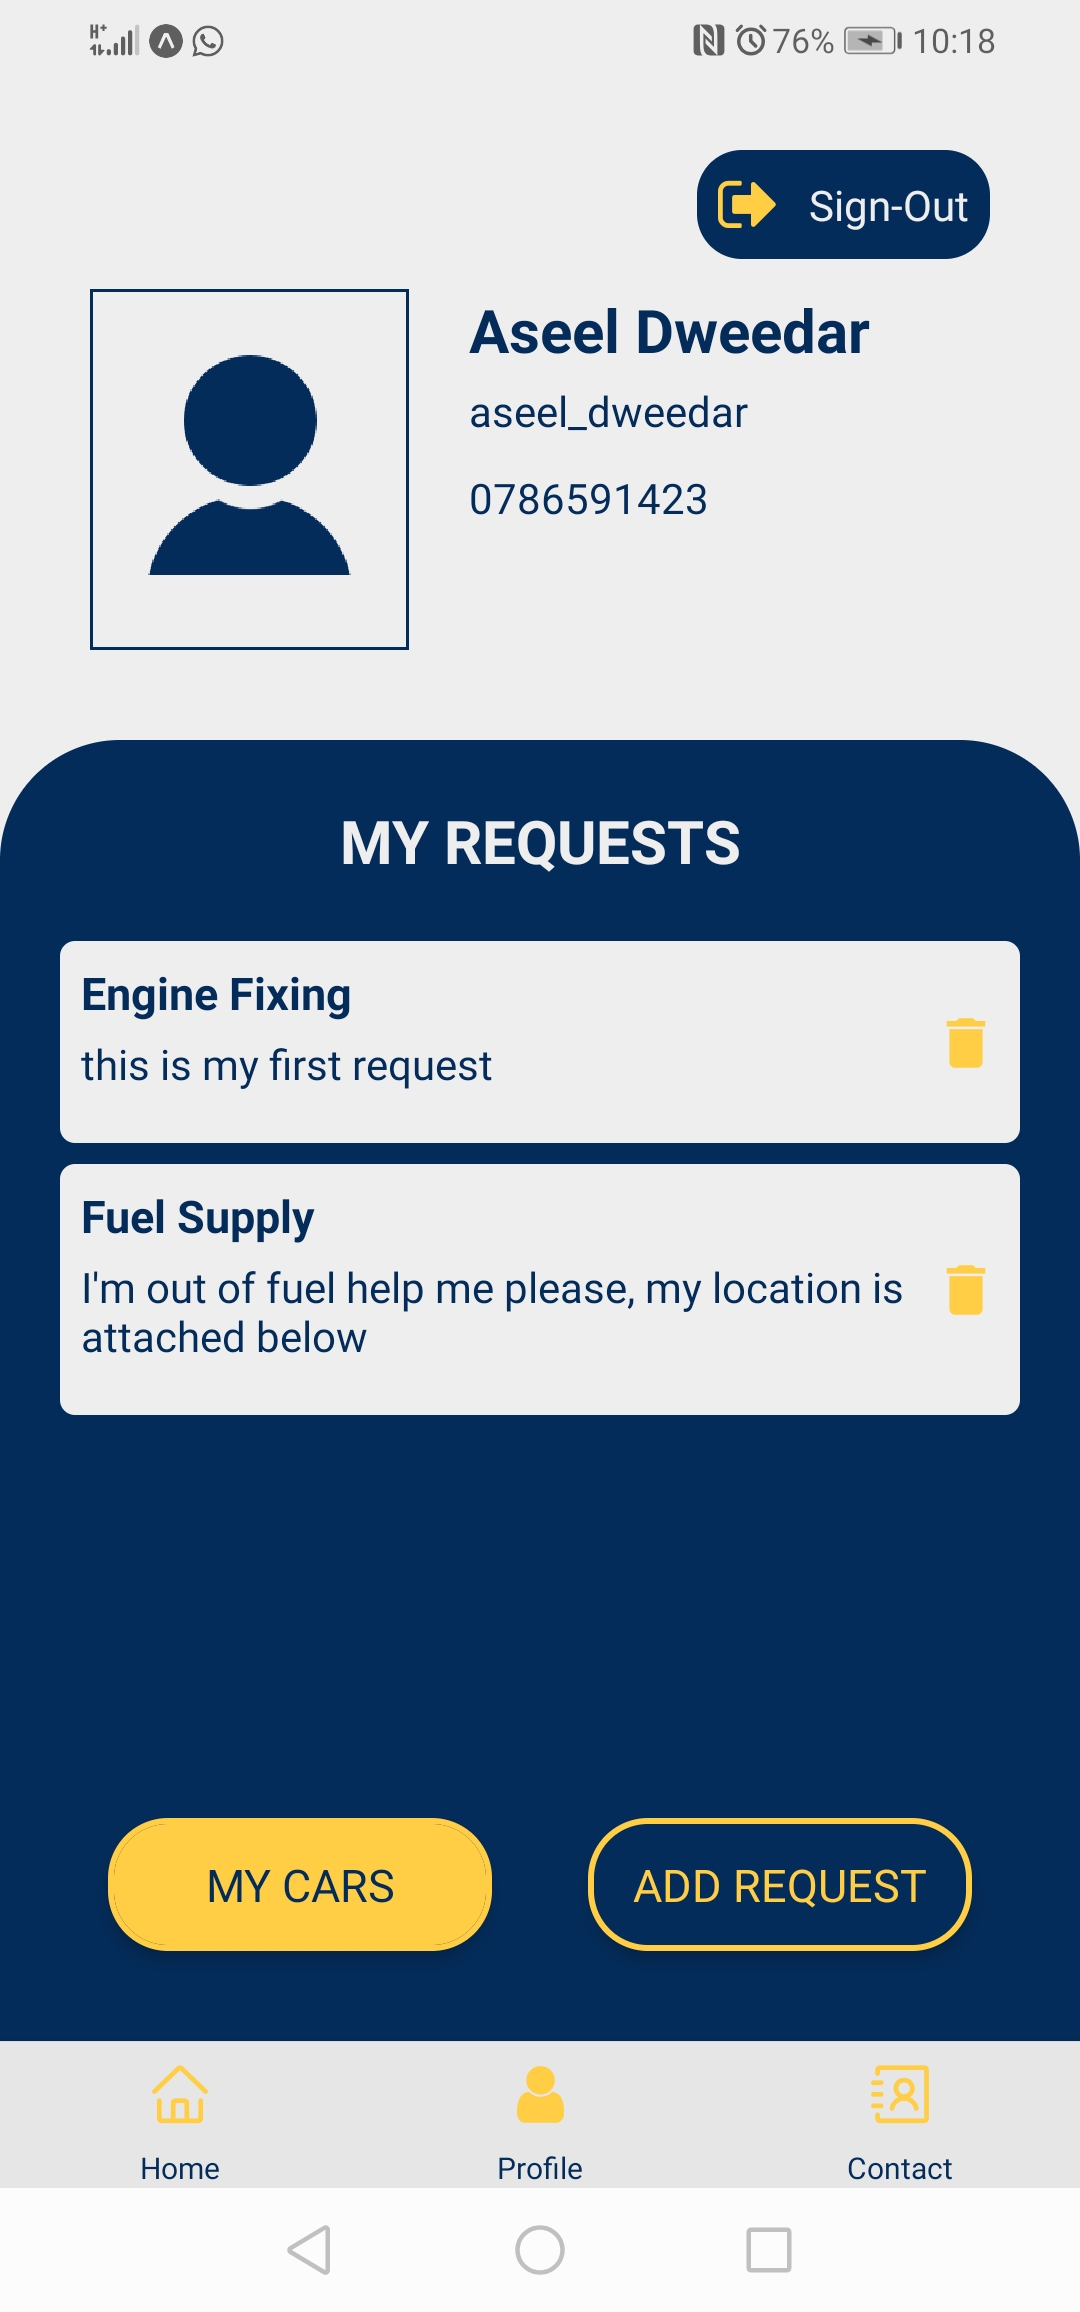 H+
76%
10:18
Sign-Out
Aseel Dweedar
aseel_dweedar
0786591423
MY REQUESTS
Engine Fixing
this is my first request
Fuel Supply
I'm out of fuel help me please, my location is
attached below
MY CARS
ADD REQUEST
Home
Profile
Contact